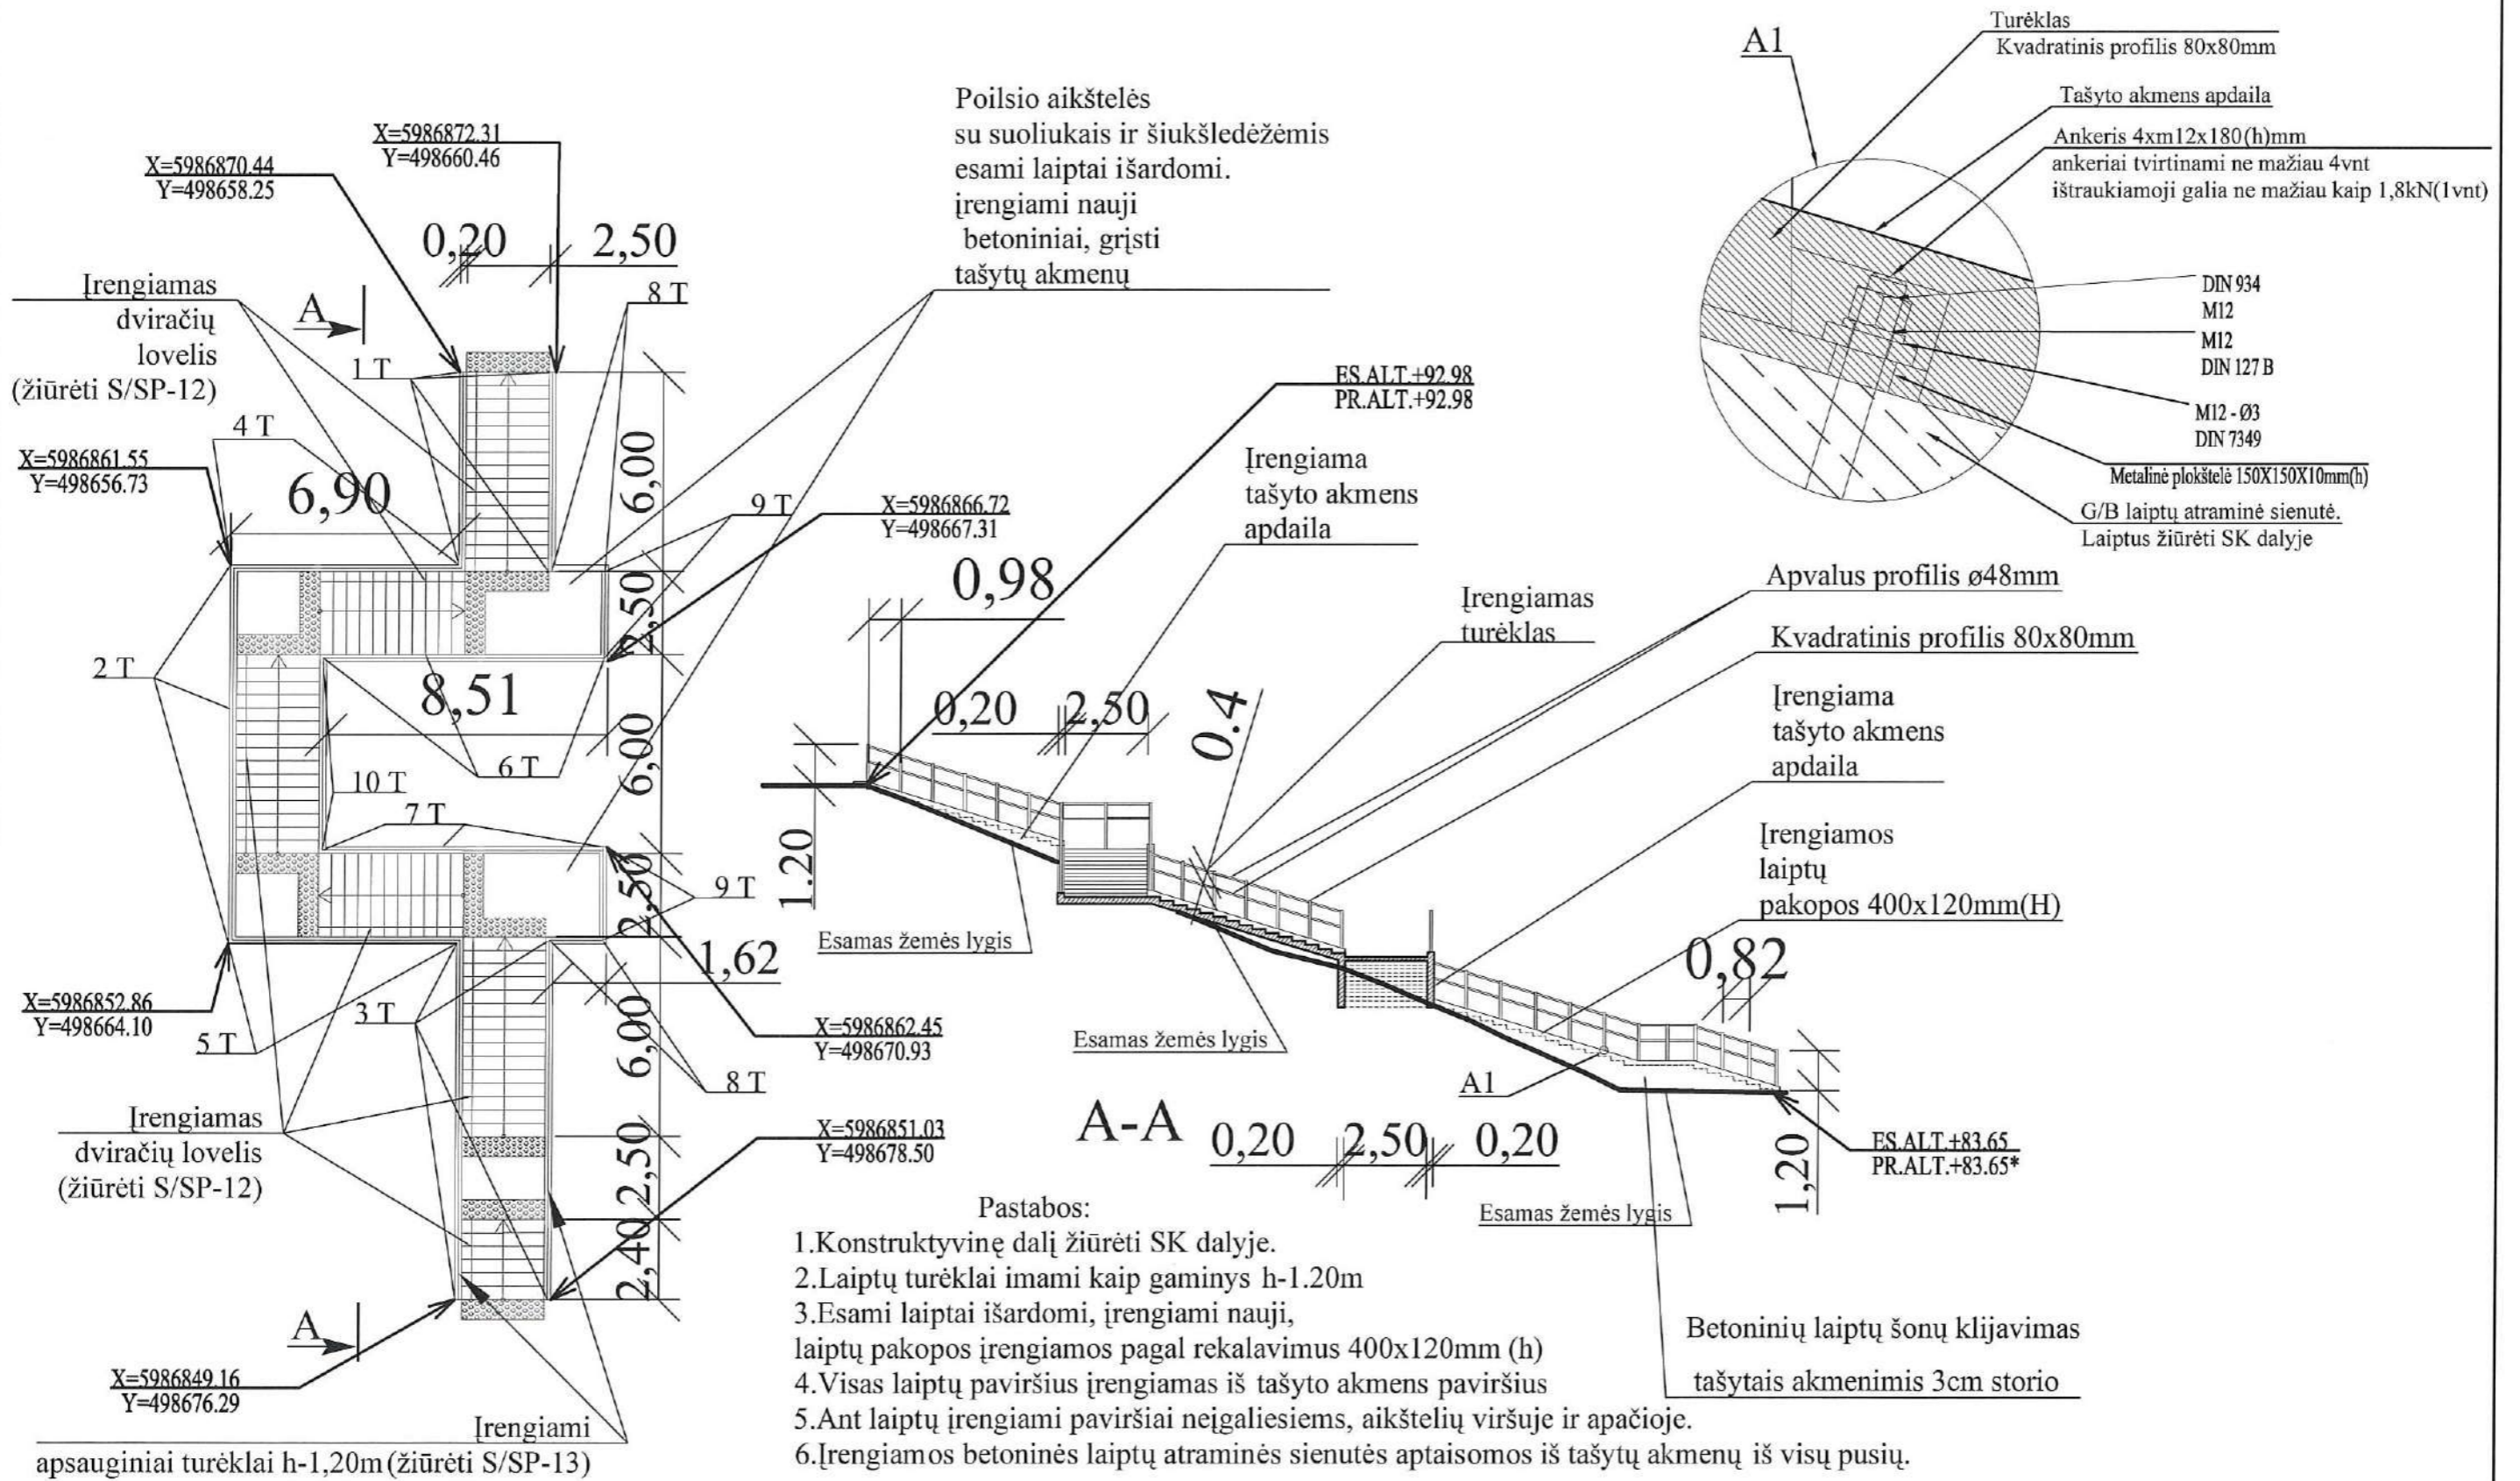 X=5986872.31
Y=498660.46
X=5986870.44
Y=498658.25
0,20
2,50
Įrengiamas
dviračių
lovelis
(žiūrėti S/SP-12)
A
8 T
1 T
4 T
X=5986861.55
Y=498656.73
6,90
6,00
9 T
X=5986866.72
Y=498667.31
2,50
2 T
8,51
6,00
6 T
10 T
7 T
2,50
9 T
1,62
X=5986852.86
Y=498664.10
5 T
3 T
6,00
X=5986862.45
Y=498670.93
8 T
Įrengiamas
dviračių lovelis
(žiūrėti S/SP-12)
2,50
X=5986851.03
Y=498678.50
2,40
A
X=5986849.16
Y=498676.29
Įrengiami
apsauginiai turėklai h-1,20m (žiūrėti S/SP-13)
Poilsio aikštelės
su suoliukais ir šiukšledėžėmis
esami laiptai išardomi.
įrengiami nauji
betoniniai, grįsti
tašytų akmenų
ES.ALT.+92.98
PR.ALT.+92.98
Įrengiama
tašyto akmens
apdaila
0,98
0,20
2,50
0.4
1.20
Įrengiamas
turėklas
Apvalus profilis ø48mm
Kvadratinis profilis 80x80mm
Įrengiama
tašyto akmens
apdaila
Įrengiamos
laiptų
pakopos 400x120mm(H)
0,82
Esamas žemės lygis
Esamas žemės lygis
A1
A-A
0,20
2,50
0,20
Esamas žemės lygis
1,20
ES.ALT.+83.65
PR.ALT.+83.65*
Betoninių laiptų šonų klijavimas
tašytais akmenimis 3cm storio
A1
Turėklas
Kvadratinis profilis 80x80mm
Tašyto akmens apdaila
Ankeris 4xm12x180(h)mm
ankeriai tvirtinami ne mažiau 4vnt
ištraukiamoji galia ne mažiau kaip 1,8kN(1vnt)
DIN 934
M12
M12
DIN 127 B
M12 - Ø3
DIN 7349
Metalinė plokštelė 150X150X10mm(h)
G/B laiptų atraminė sienutė.
Laiptus žiūrėti SK dalyje
Pastabos:
1.Konstruktyvinę dalį žiūrėti SK dalyje.
2.Laiptų turėklai imami kaip gaminys h-1.20m
3.Esami laiptai išardomi, įrengiami nauji,
laiptų pakopos įrengiamos pagal rekalavimus 400x120mm (h)
4.Visas laiptų paviršius įrengiamas iš tašyto akmens paviršius
5.Ant laiptų įrengiami paviršiai neįgaliesiems, aikštelių viršuje ir apačioje.
6.Įrengiamos betoninės laiptų atraminės sienutės aptaisomos iš tašytų akmenų iš visų pusių.